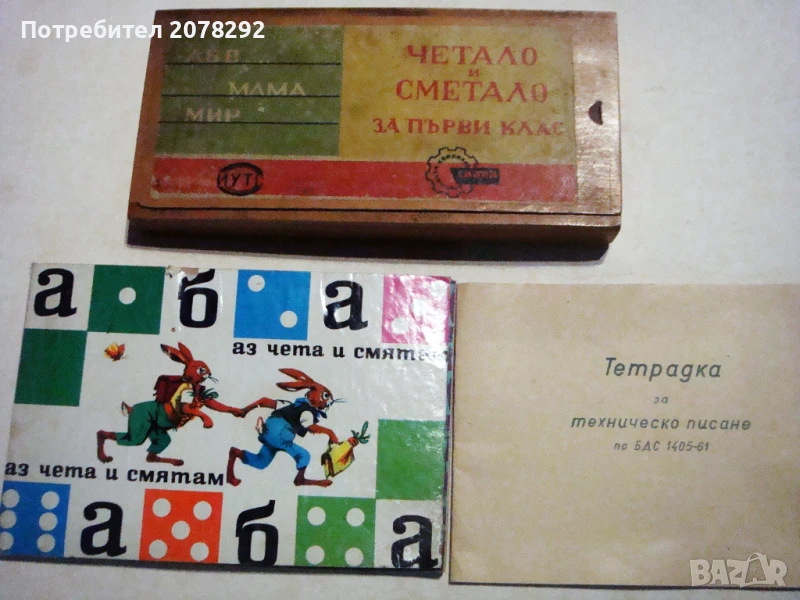 Потребител 2078292
ЛЪВ
МАМА
МИР
ЧЕТАЛО
И
СМЕТАЛО
ЗА ПЪРВИ КЛАС
а б а
аз чета и смятам
аз чета и смятам
а б а
Тетрадка
за
техническо писане
по БДС 1405-61
BAZAR